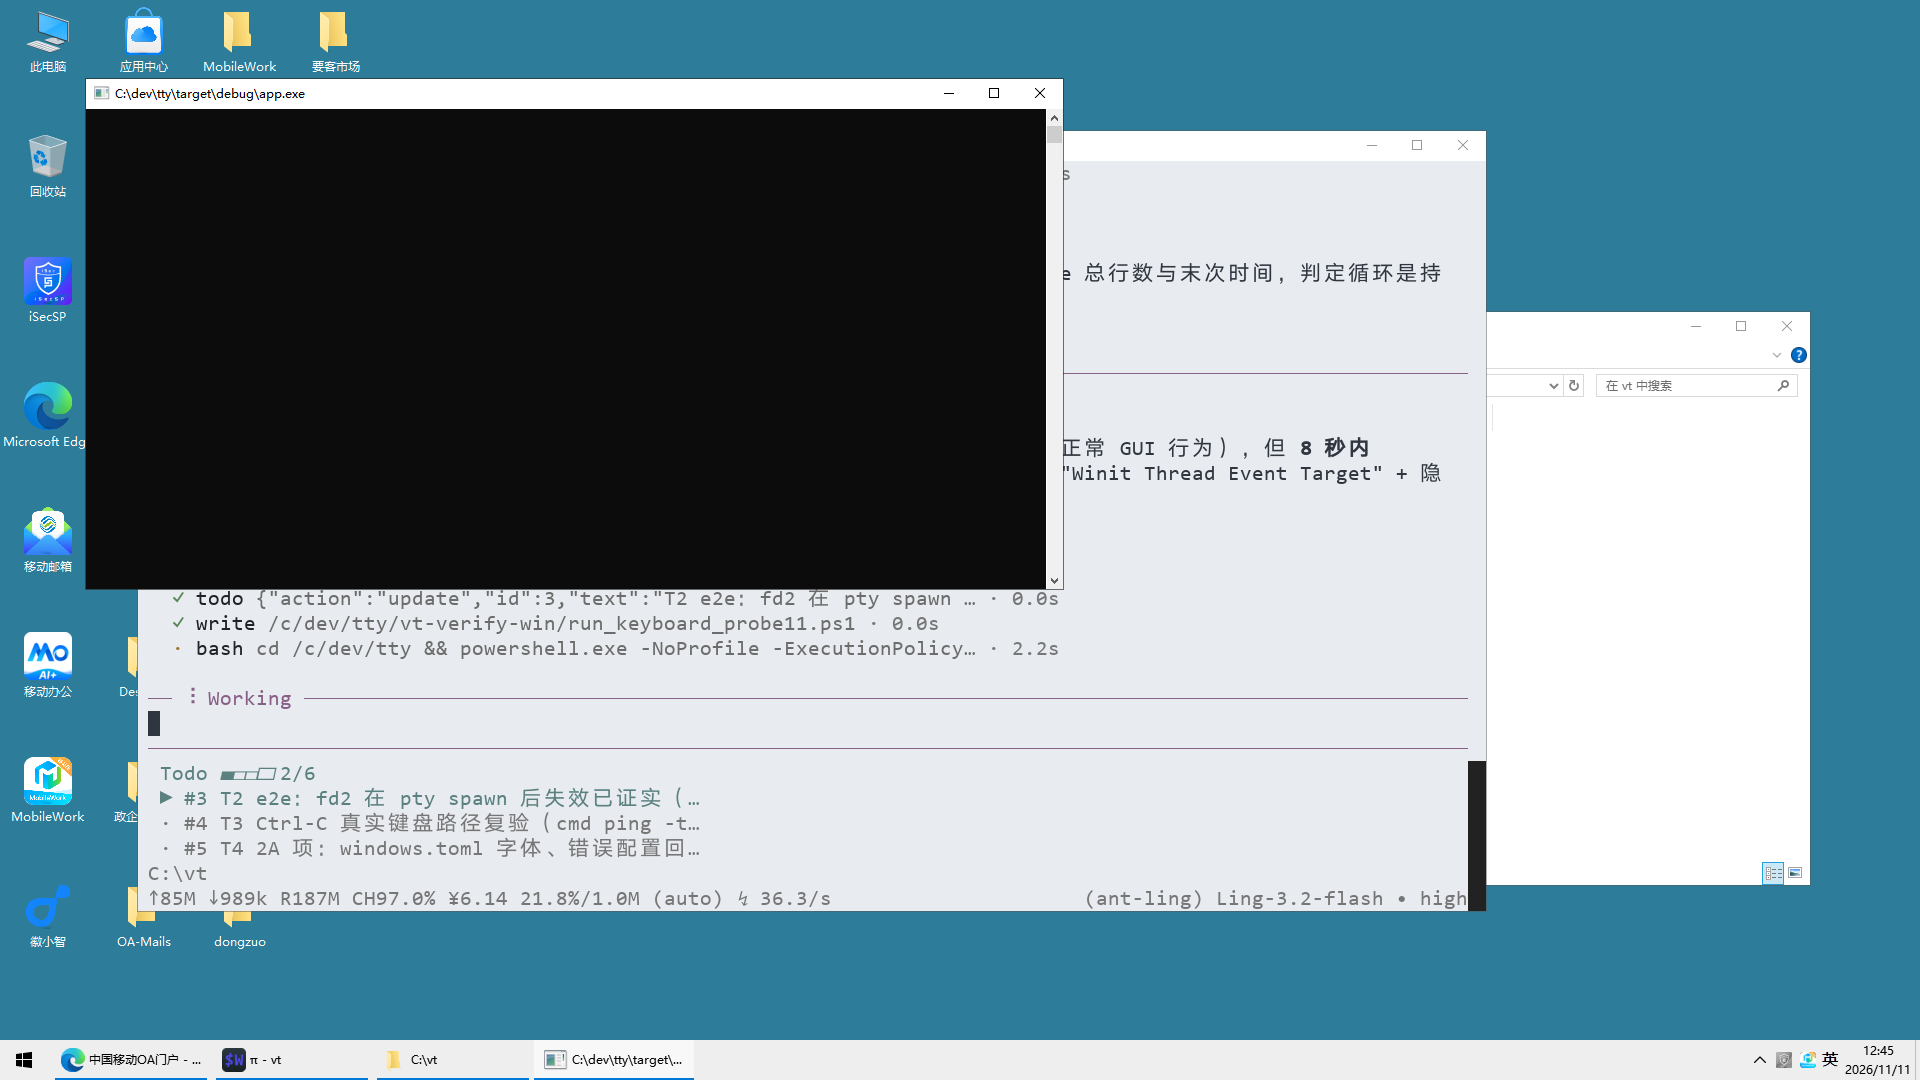 此电脑
应用中心
MobileWork
要客市场
回收站
iSecSP
Microsoft Edg
移动邮箱
移动办公
MobileWork
徽小智
Des
政企
OA-Mails
dongzuo
C:\dev\tty\target\debug\app.exe
s
e 总行数与末次时间，判定循环是持
正常 GUI 行为），但 8 秒内
"Winit Thread Event Target" + 隐
✓ todo {"action":"update","id":3,"text":"T2 e2e: fd2 在 pty spawn … · 0.0s
✓ write /c/dev/tty/vt-verify-win/run_keyboard_probe11.ps1 · 0.0s
· bash cd /c/dev/tty && powershell.exe -NoProfile -ExecutionPolicy… · 2.2s
Working
Todo 2/6
▶ #3 T2 e2e: fd2 在 pty spawn 后失效已证实（…
· #4 T3 Ctrl-C 真实键盘路径复验（cmd ping -t…
· #5 T4 2A 项: windows.toml 字体、错误配置回…
C:\vt
↑85M ↓989k R187M CH97.0% ¥6.14 21.8%/1.0M (auto) ↯ 36.3/s (ant-ling) Ling-3.2-flash • high
在 vt 中搜索
中国移动OA门户 - ...
π - vt
C:\vt
C:\dev\tty\target\...
英
12:45
2026/11/11